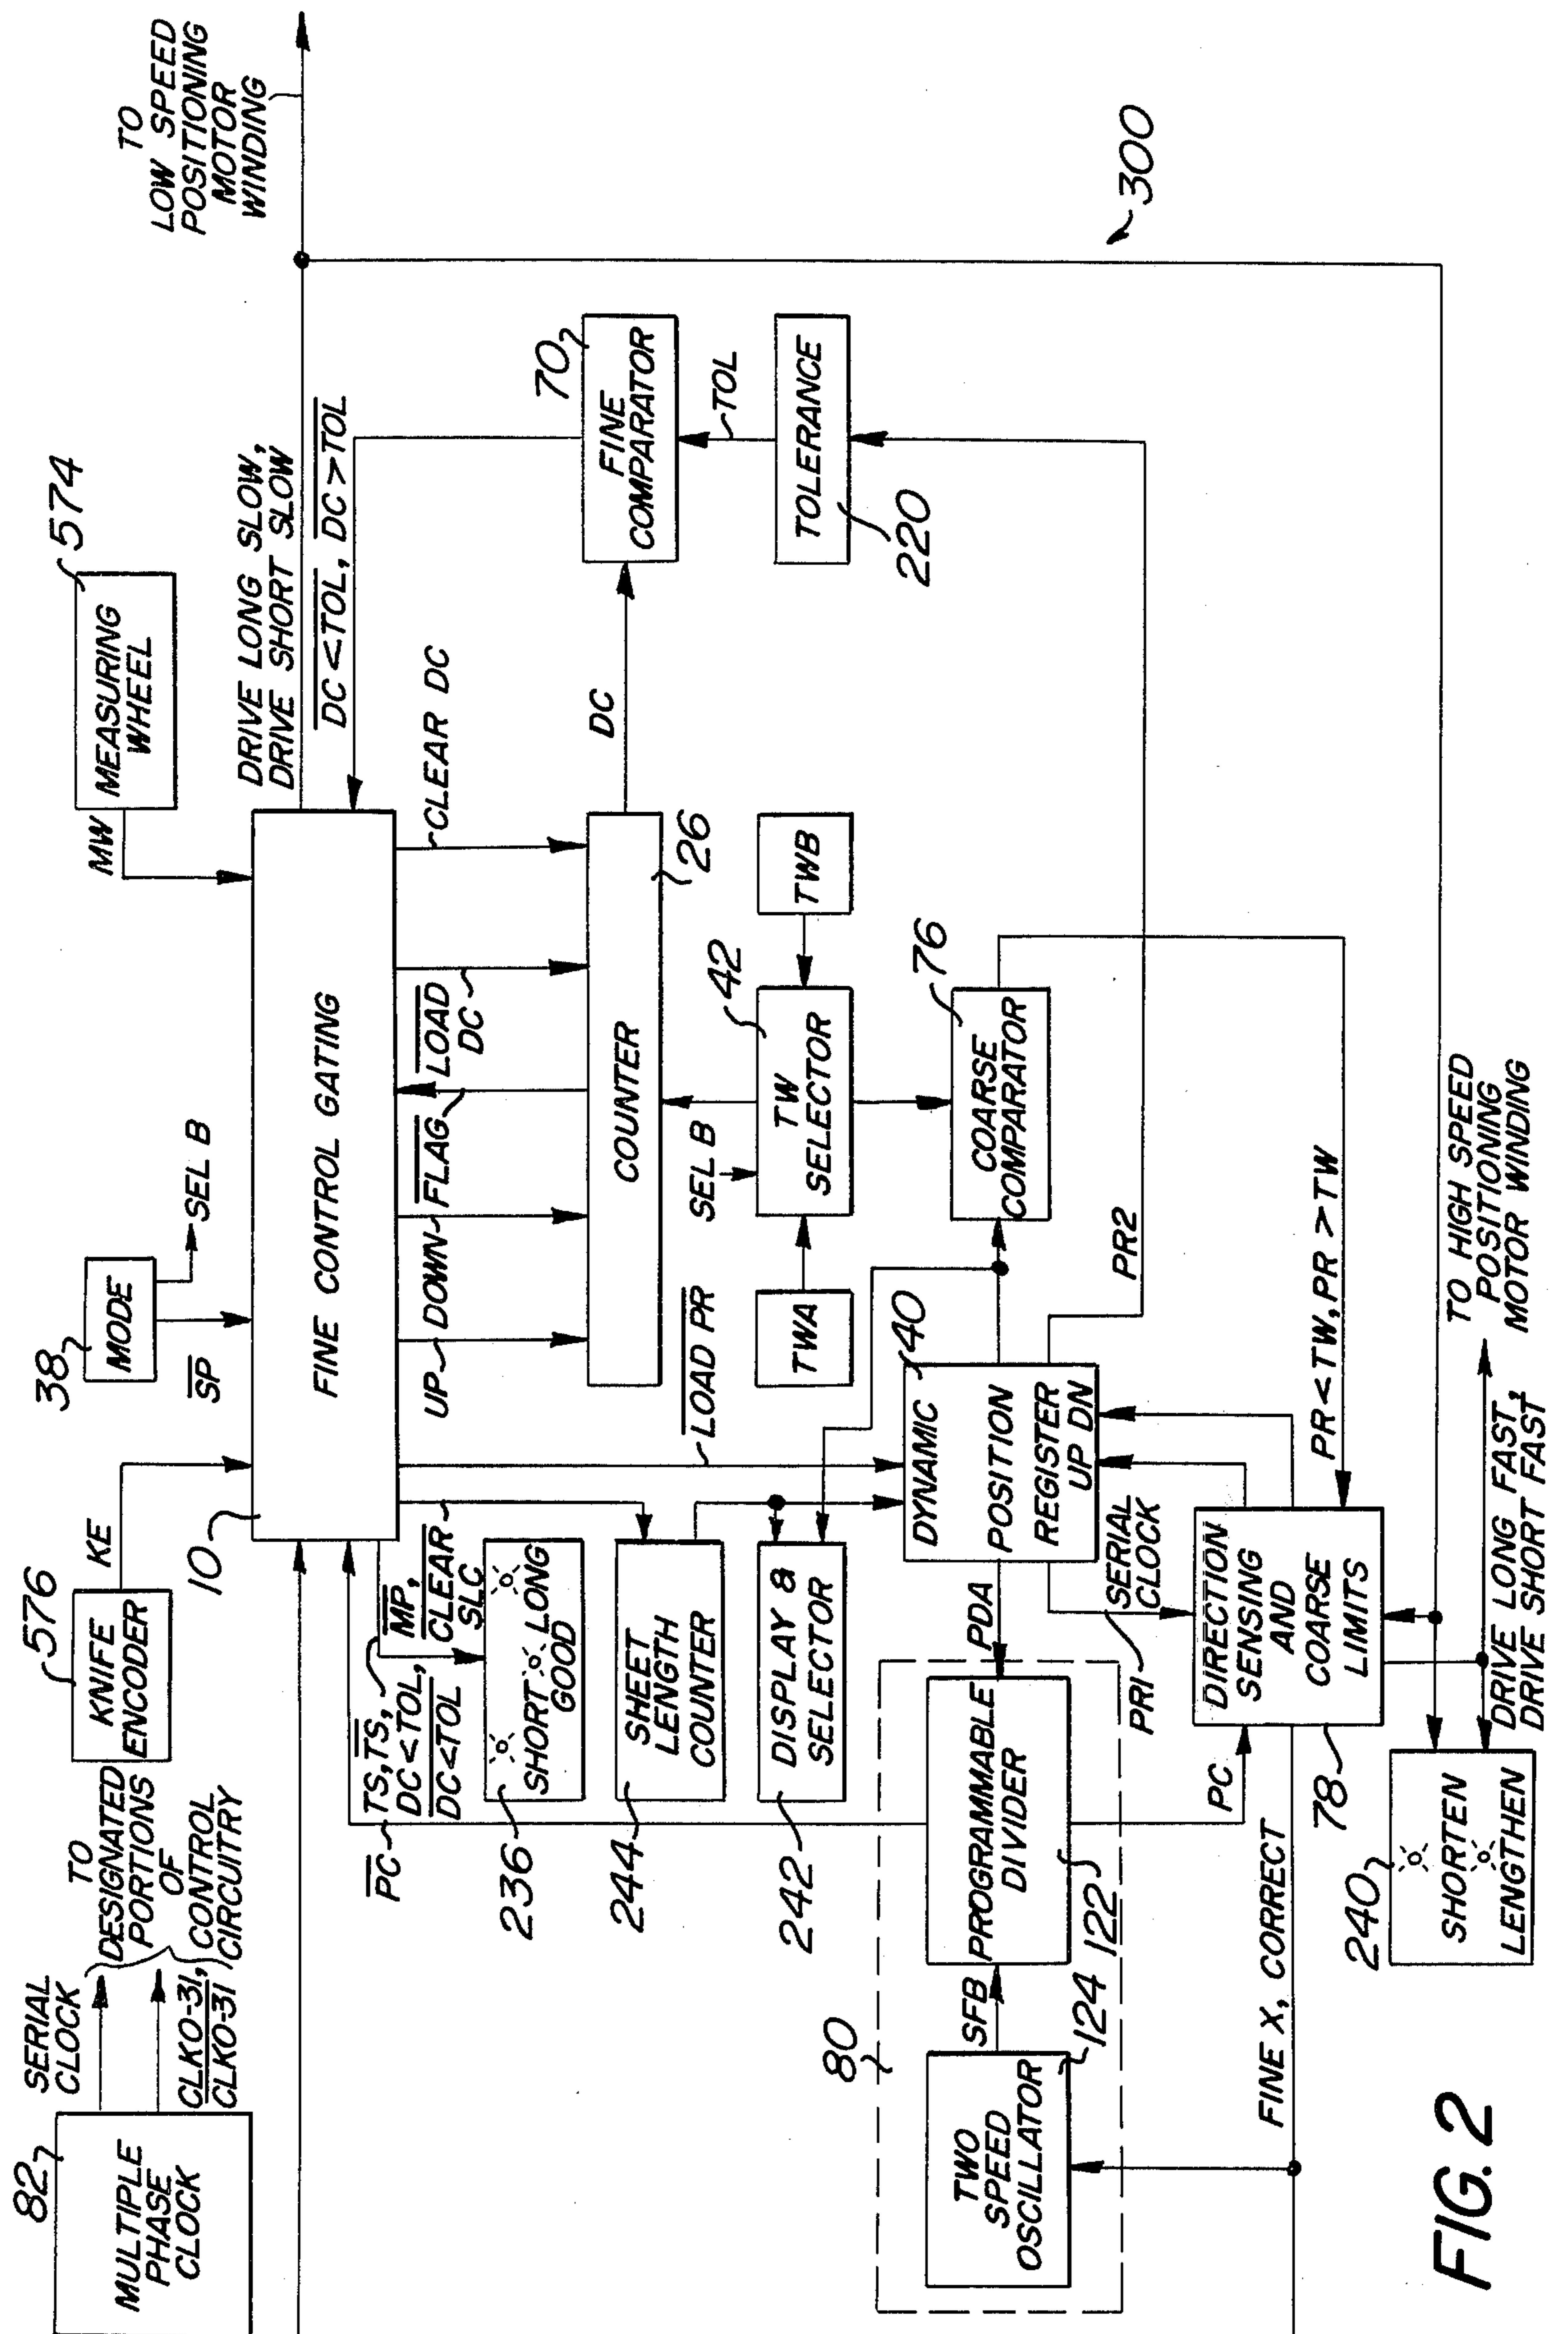 82
MULTIPLE
PHASE
CLOCK
SERIAL
CLOCK
CLKO-31,
CLKO-31
TO
DESIGNATED
PORTIONS
OF
CONTROL
CIRCUITRY
576
KNIFE
ENCODER
KE
38
MODE
SP
SEL B
574
MEASURING
WHEEL
MW
TO
LOW SPEED
POSITIONING
MOTOR
WINDING
10
FINE CONTROL GATING
DRIVE LONG SLOW,
DRIVE SHORT SLOW
DC<TOL, DC>TOL
PC
TS, TS,
DC<TOL,
DC<TOL
MP,
CLEAR
SLC
LOAD PR
UP
DOWN
FLAG
LOAD
DC
CLEAR DC
236
SHORT
LONG
GOOD
244
SHEET
LENGTH
COUNTER
242
DISPLAY &
SELECTOR
COUNTER
26
DC
70
FINE
COMPARATOR
TOL
TOLERANCE
220
TWA
SEL B
TW
SELECTOR
42
TWB
COARSE
COMPARATOR
76
300
80
TWO
SPEED
OSCILLATOR
124
SFB
PROGRAMMABLE
DIVIDER
122
PDA
DYNAMIC
POSITION
REGISTER
UP DN
40
PR2
PR1
SERIAL
CLOCK
PC
DIRECTION
SENSING
AND
COARSE
LIMITS
78
PR<TW, PR>TW
FINE X, CORRECT
240
SHORTEN
LENGTHEN
DRIVE LONG FAST,
DRIVE SHORT FAST
TO HIGH SPEED
POSITIONING
MOTOR WINDING
FIG. 2